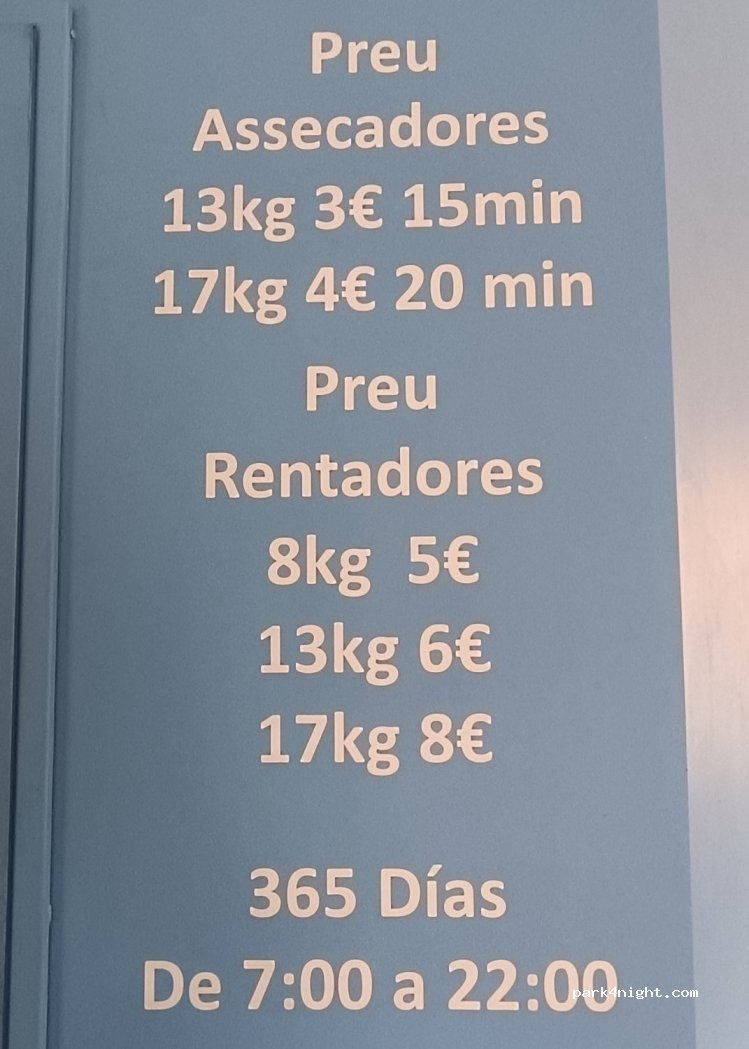 Preu
Assecadores
13kg 3€ 15min
17kg 4€ 20 min
Preu
Rentadores
8kg 5€
13kg 6€
17kg 8€
365 Días
De 7:00 a 22:00
park4night.com